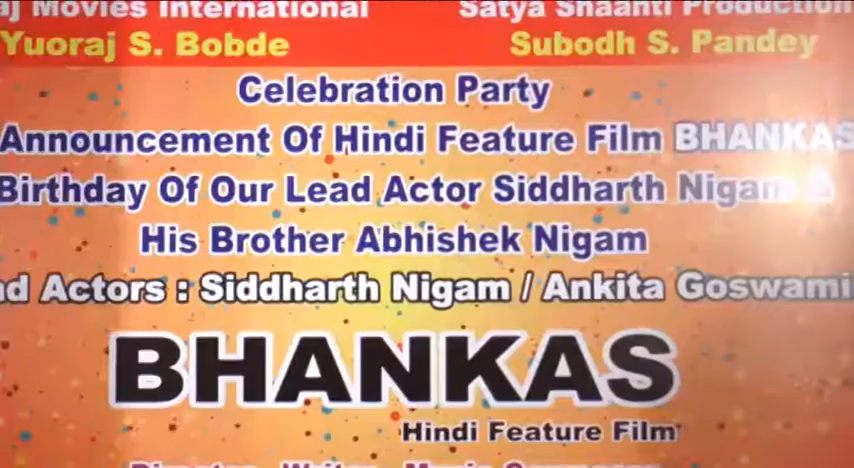 Movies International Satya Shaanti Production
Yuoraj S. Bobde Subodh S. Pandey
Celebration Party
Announcement Of Hindi Feature Film BHANKAS
Birthday Of Our Lead Actor Siddharth Nigam &
His Brother Abhishek Nigam
Actors : Siddharth Nigam / Ankita Goswami
BHANKAS
Hindi Feature Film